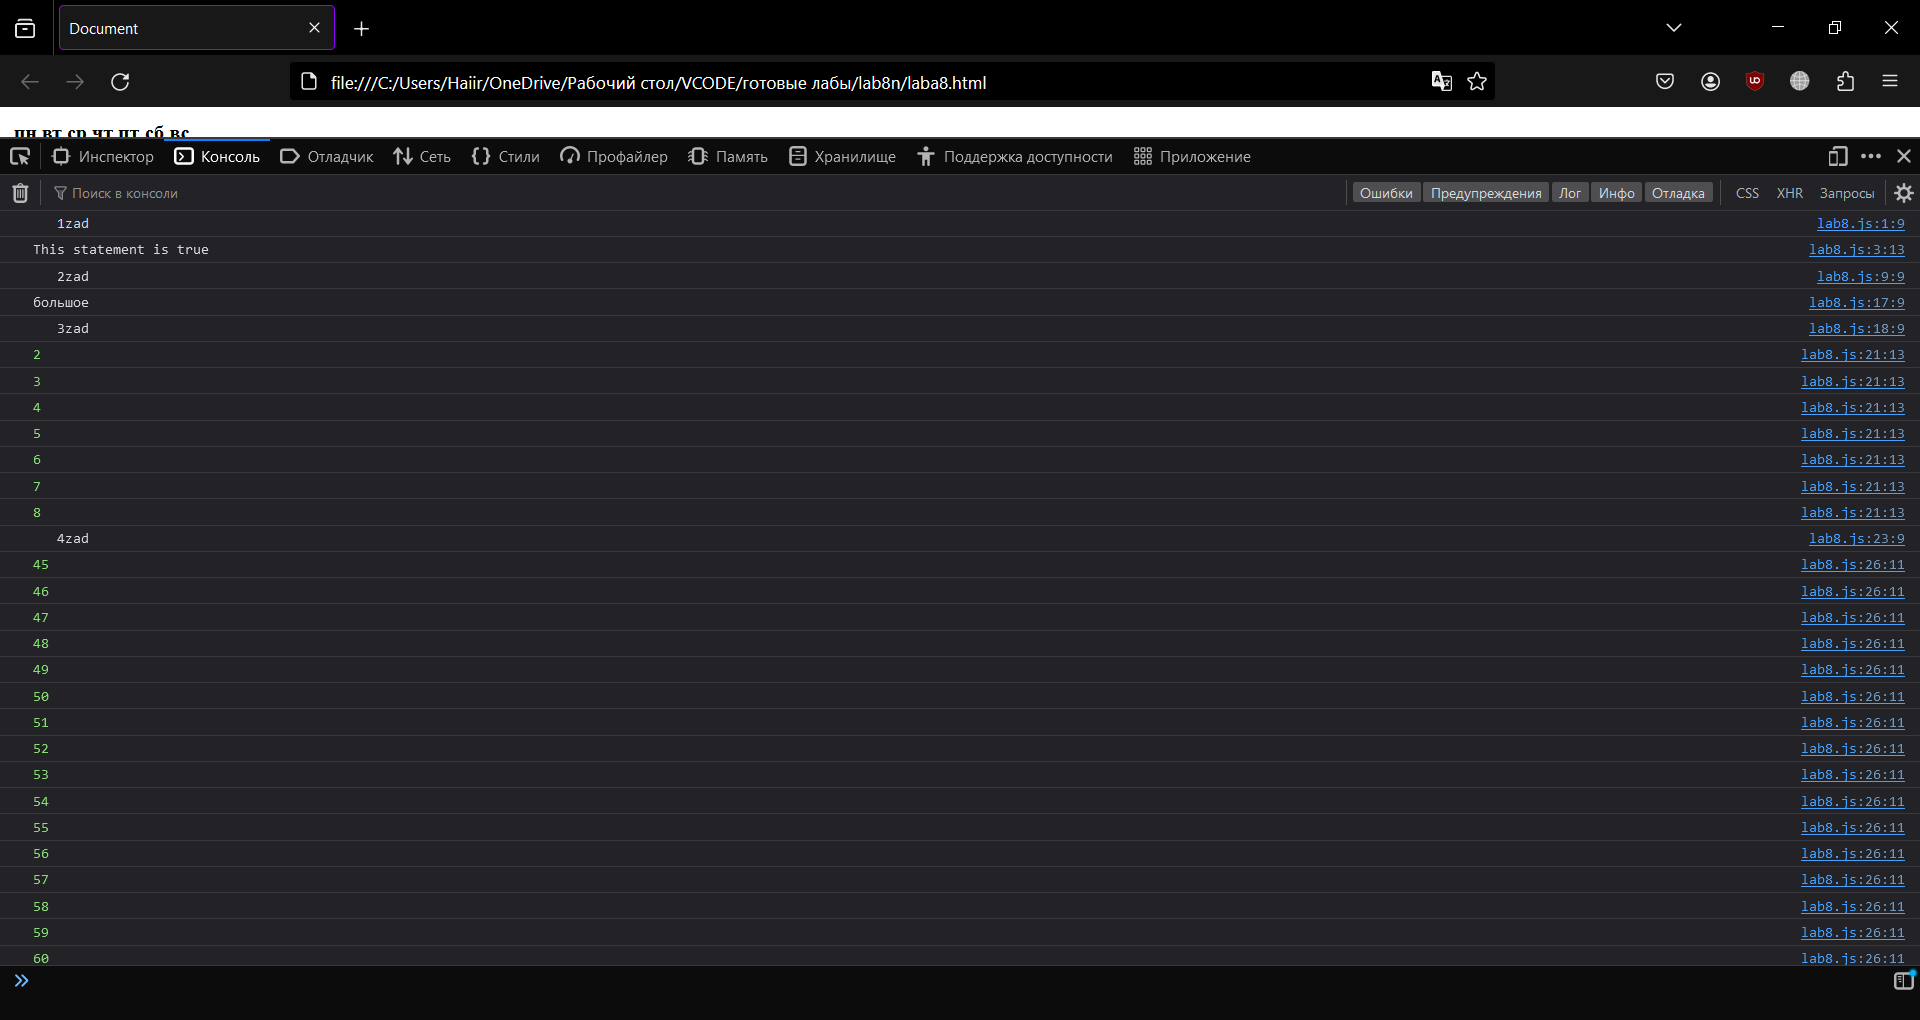 Document
file:///C:/Users/Haiir/OneDrive/Рабочий стол/VCODE/готовые лабы/lab8n/laba8.html
пн вт ср чт пт сб вс
Инспектор Консоль Отладчик Сеть Стили Профайлер Память Хранилище Поддержка доступности Приложение
Поиск в консоли Ошибки Предупреждения Лог Инфо Отладка CSS XHR Запросы
1zad lab8.js:1:9
This statement is true lab8.js:3:13
2zad lab8.js:9:9
большое lab8.js:17:9
3zad lab8.js:18:9
2 lab8.js:21:13
3 lab8.js:21:13
4 lab8.js:21:13
5 lab8.js:21:13
6 lab8.js:21:13
7 lab8.js:21:13
8 lab8.js:21:13
4zad lab8.js:23:9
45 lab8.js:26:11
46 lab8.js:26:11
47 lab8.js:26:11
48 lab8.js:26:11
49 lab8.js:26:11
50 lab8.js:26:11
51 lab8.js:26:11
52 lab8.js:26:11
53 lab8.js:26:11
54 lab8.js:26:11
55 lab8.js:26:11
56 lab8.js:26:11
57 lab8.js:26:11
58 lab8.js:26:11
59 lab8.js:26:11
60 lab8.js:26:11